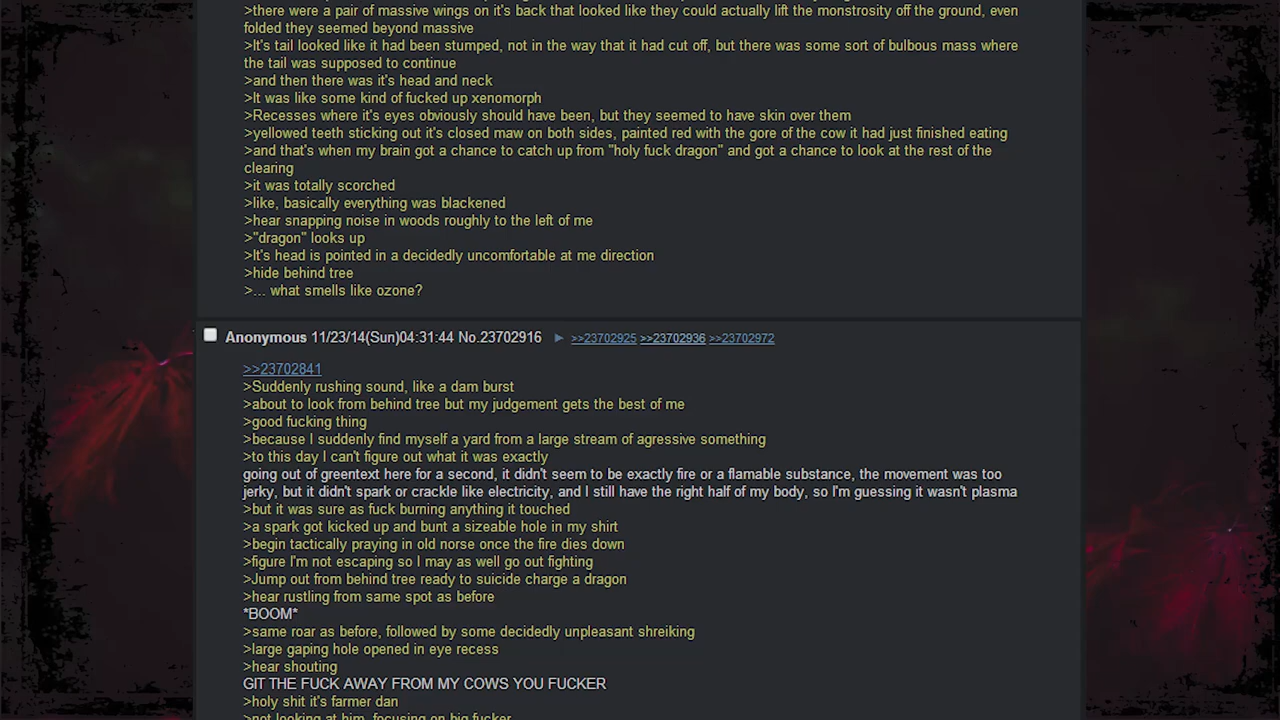 >there were a pair of massive wings on it's back that looked like they could actually lift the monstrosity off the ground, even
folded they seemed beyond massive
>It's tail looked like it had been stumped, not in the way that it had cut off, but there was some sort of bulbous mass where
the tail was supposed to continue
>and then there was it's head and neck
>It was like some kind of fucked up xenomorph
>Recesses where it's eyes obviously should have been, but they seemed to have skin over them
>yellowed teeth sticking out it's closed maw on both sides, painted red with the gore of the cow it had just finished eating
>and that's when my brain got a chance to catch up from "holy fuck dragon" and got a chance to look at the rest of the
clearing
>it was totally scorched
>like, basically everything was blackened
>hear snapping noise in woods roughly to the left of me
>"dragon" looks up
>It's head is pointed in a decidedly uncomfortable at me direction
>hide behind tree
>... what smells like ozone?
Anonymous 11/23/14(Sun)04:31:44 No.23702916 ▶ >>23702925 >>23702936 >>23702972
>>23702841
>Suddenly rushing sound, like a dam burst
>about to look from behind tree but my judgement gets the best of me
>good fucking thing
>because I suddenly find myself a yard from a large stream of agressive something
>to this day I can't figure out what it was exactly
going out of greentext here for a second, it didn't seem to be exactly fire or a flamable substance, the movement was too
jerky, but it didn't spark or crackle like electricity, and I still have the right half of my body, so I'm guessing it wasn't plasma
>but it was sure as fuck burning anything it touched
>a spark got kicked up and bunt a sizeable hole in my shirt
>begin tactically praying in old norse once the fire dies down
>figure I'm not escaping so I may as well go out fighting
>Jump out from behind tree ready to suicide charge a dragon
>hear rustling from same spot as before
*BOOM*
>same roar as before, followed by some decidedly unpleasant shreiking
>large gaping hole opened in eye recess
>hear shouting
GIT THE FUCK AWAY FROM MY COWS YOU FUCKER
>holy shit it's farmer dan
>not looking at him, focusing on big fucker